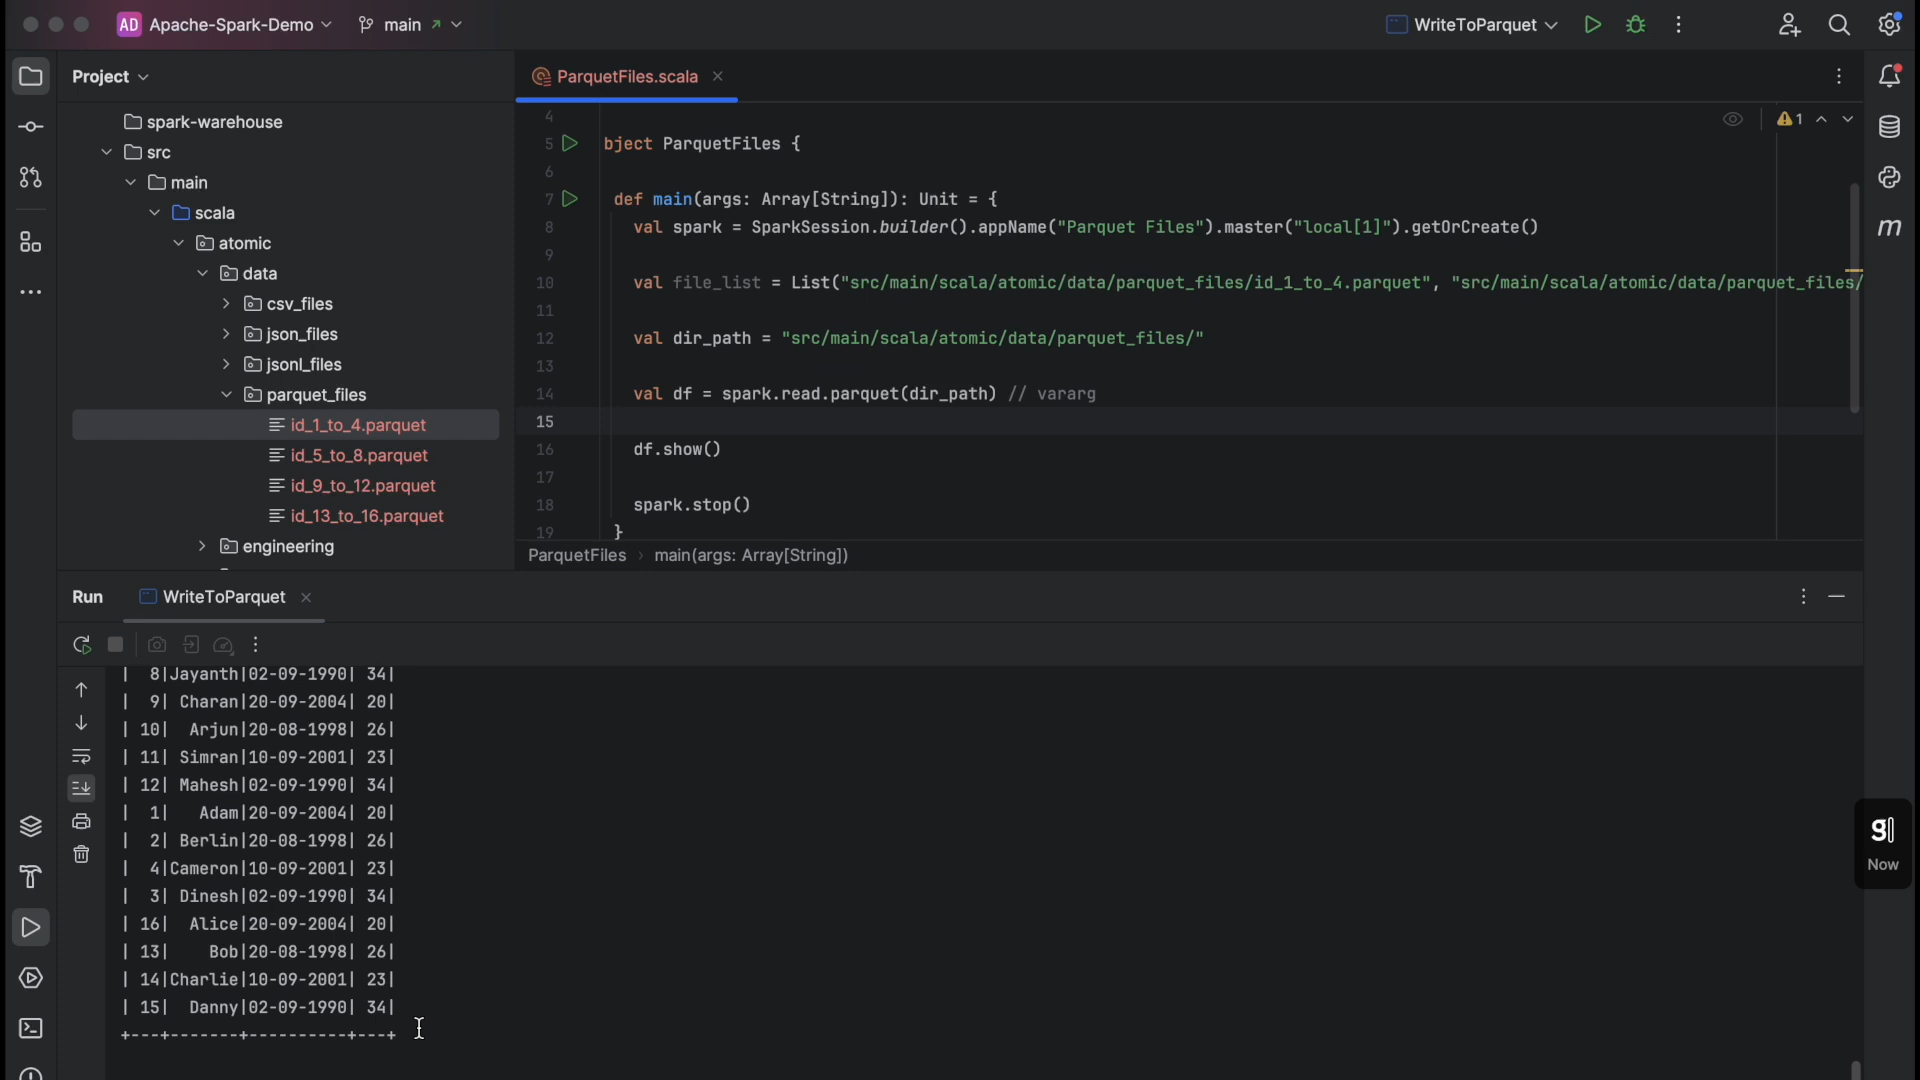 AD Apache-Spark-Demo main WriteToParquet
Project
ParquetFiles.scala
spark-warehouse
src
main
scala
atomic
data
csv_files
json_files
jsonl_files
parquet_files
id_1_to_4.parquet
id_5_to_8.parquet
id_9_to_12.parquet
id_13_to_16.parquet
engineering
1
4
5 bject ParquetFiles {
6
7 def main(args: Array[String]): Unit = {
8 val spark = SparkSession.builder().appName("Parquet Files").master("local[1]").getOrCreate()
9
10 val file_list = List("src/main/scala/atomic/data/parquet_files/id_1_to_4.parquet", "src/main/scala/atomic/data/parquet_files/
11
12 val dir_path = "src/main/scala/atomic/data/parquet_files/"
13
14 val df = spark.read.parquet(dir_path) // vararg
15
16 df.show()
17
18 spark.stop()
19 }
ParquetFiles › main(args: Array[String])
Run WriteToParquet
| 8|Jayanth|02-09-1990| 34|
| 9| Charan|20-09-2004| 20|
| 10| Arjun|20-08-1998| 26|
| 11| Simran|10-09-2001| 23|
| 12| Mahesh|02-09-1990| 34|
| 1| Adam|20-09-2004| 20|
| 2| Berlin|20-08-1998| 26|
| 4|Cameron|10-09-2001| 23|
| 3| Dinesh|02-09-1990| 34|
| 16| Alice|20-09-2004| 20|
| 13| Bob|20-08-1998| 26|
| 14|Charlie|10-09-2001| 23|
| 15| Danny|02-09-1990| 34|
+---+-------+----------+---+
g
Now
m